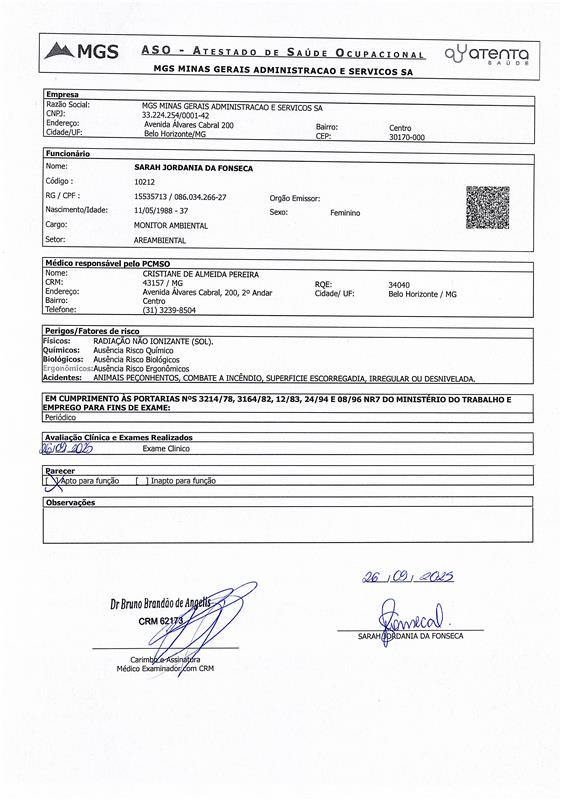 MGS
ASO - ATESTADO DE SAÚDE OCUPACIONAL
atenta
SAÚDE
MGS MINAS GERAIS ADMINISTRACAO E SERVICOS SA
Empresa
Razão Social: MGS MINAS GERAIS ADMINISTRACAO E SERVICOS SA
CNPJ: 33.224.254/0001-42
Endereço: Avenida Álvares Cabral 200 Bairro: Centro
Cidade/UF: Belo Horizonte/MG CEP: 30170-000
Funcionário
Nome: SARAH JORDANIA DA FONSECA
Código : 10212
RG / CPF : 15535713 / 086.034.266-27 Orgão Emissor:
Nascimento/Idade: 11/05/1988 - 37 Sexo: Feminino
Cargo: MONITOR AMBIENTAL
Setor: AREAMBIENTAL
Médico responsável pelo PCMSO
Nome: CRISTIANE DE ALMEIDA PEREIRA
CRM: 43157 / MG RQE: 34040
Endereço: Avenida Álvares Cabral, 200, 2º Andar Cidade/ UF: Belo Horizonte / MG
Bairro: Centro
Telefone: (31) 3239-8504
Perigos/Fatores de risco
Físicos: RADIAÇÃO NÃO IONIZANTE (SOL).
Químicos: Ausência Risco Químico
Biológicos: Ausência Risco Biológicos
Ergonômicos:Ausência Risco Ergonômicos
Acidentes: ANIMAIS PEÇONHENTOS, COMBATE A INCÊNDIO, SUPERFICIE ESCORREGADIA, IRREGULAR OU DESNIVELADA.
EM CUMPRIMENTO ÀS PORTARIAS NºS 3214/78, 3164/82, 12/83, 24/94 E 08/96 NR7 DO MINISTÉRIO DO TRABALHO E
EMPREGO PARA FINS DE EXAME:
Periódico
Avaliação Clínica e Exames Realizados
26/09/2025 Exame Clinico
Parecer
[X] Apto para função [ ] Inapto para função
Observações
26/09/2025
Dr Bruno Brandão de Angelis
CRM 62173
Fonseca
SARAH JORDANIA DA FONSECA
Carimbo e Assinatura
Médico Examinador com CRM